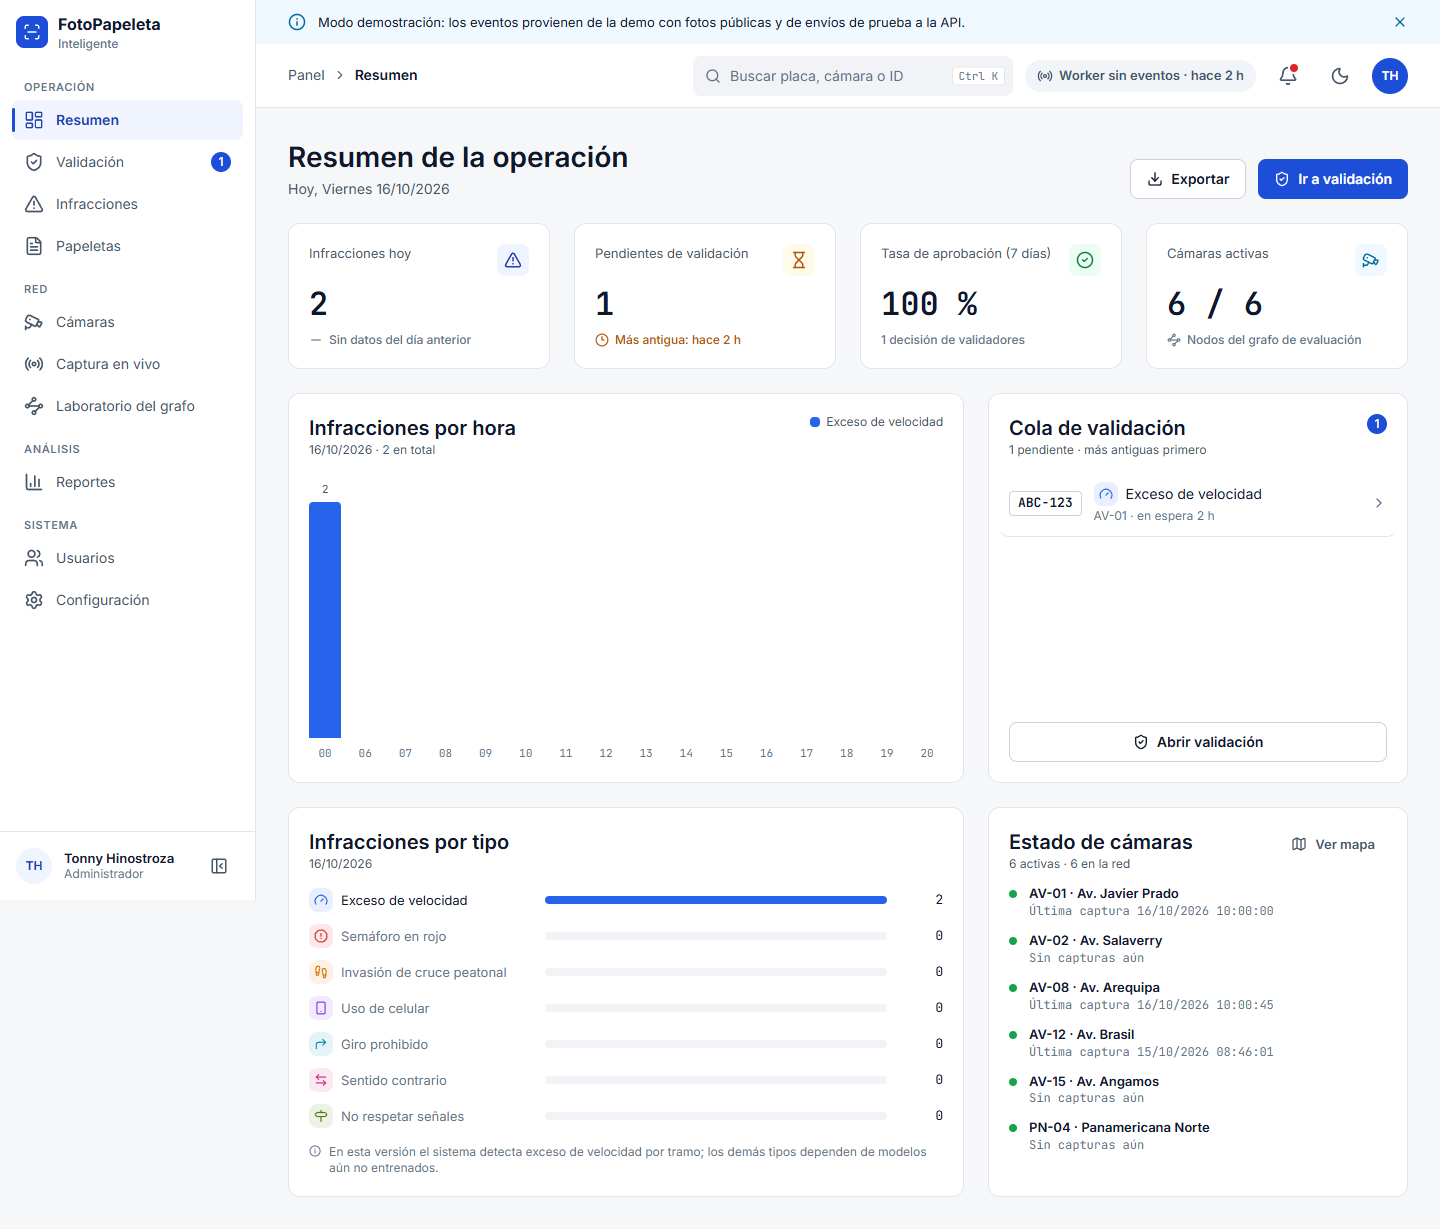 FotoPapeleta
Inteligente
OPERACIÓN
Resumen
Validación 1
Infracciones
Papeletas
RED
Cámaras
Captura en vivo
Laboratorio del grafo
ANÁLISIS
Reportes
SISTEMA
Usuarios
Configuración
TH
Tonny Hinostroza
Administrador
Modo demostración: los eventos provienen de la demo con fotos públicas y de envíos de prueba a la API.
Panel > Resumen
Buscar placa, cámara o ID Ctrl K
Worker sin eventos · hace 2 h
TH
Resumen de la operación
Hoy, Viernes 16/10/2026
Exportar
Ir a validación
Infracciones hoy
2
Sin datos del día anterior
Pendientes de validación
1
Más antigua: hace 2 h
Tasa de aprobación (7 días)
100 %
1 decisión de validadores
Cámaras activas
6 / 6
Nodos del grafo de evaluación
Infracciones por hora
16/10/2026 · 2 en total
Exceso de velocidad
2
00 06 07 08 09 10 11 12 13 14 15 16 17 18 19 20
Cola de validación 1
1 pendiente · más antiguas primero
ABC-123
Exceso de velocidad
AV-01 · en espera 2 h
Abrir validación
Infracciones por tipo
16/10/2026
Exceso de velocidad 2
Semáforo en rojo 0
Invasión de cruce peatonal 0
Uso de celular 0
Giro prohibido 0
Sentido contrario 0
No respetar señales 0
En esta versión el sistema detecta exceso de velocidad por tramo; los demás tipos dependen de modelos
aún no entrenados.
Estado de cámaras
6 activas · 6 en la red
Ver mapa
AV-01 · Av. Javier Prado
Última captura 16/10/2026 10:00:00
AV-02 · Av. Salaverry
Sin capturas aún
AV-08 · Av. Arequipa
Última captura 16/10/2026 10:00:45
AV-12 · Av. Brasil
Última captura 15/10/2026 08:46:01
AV-15 · Av. Angamos
Sin capturas aún
PN-04 · Panamericana Norte
Sin capturas aún